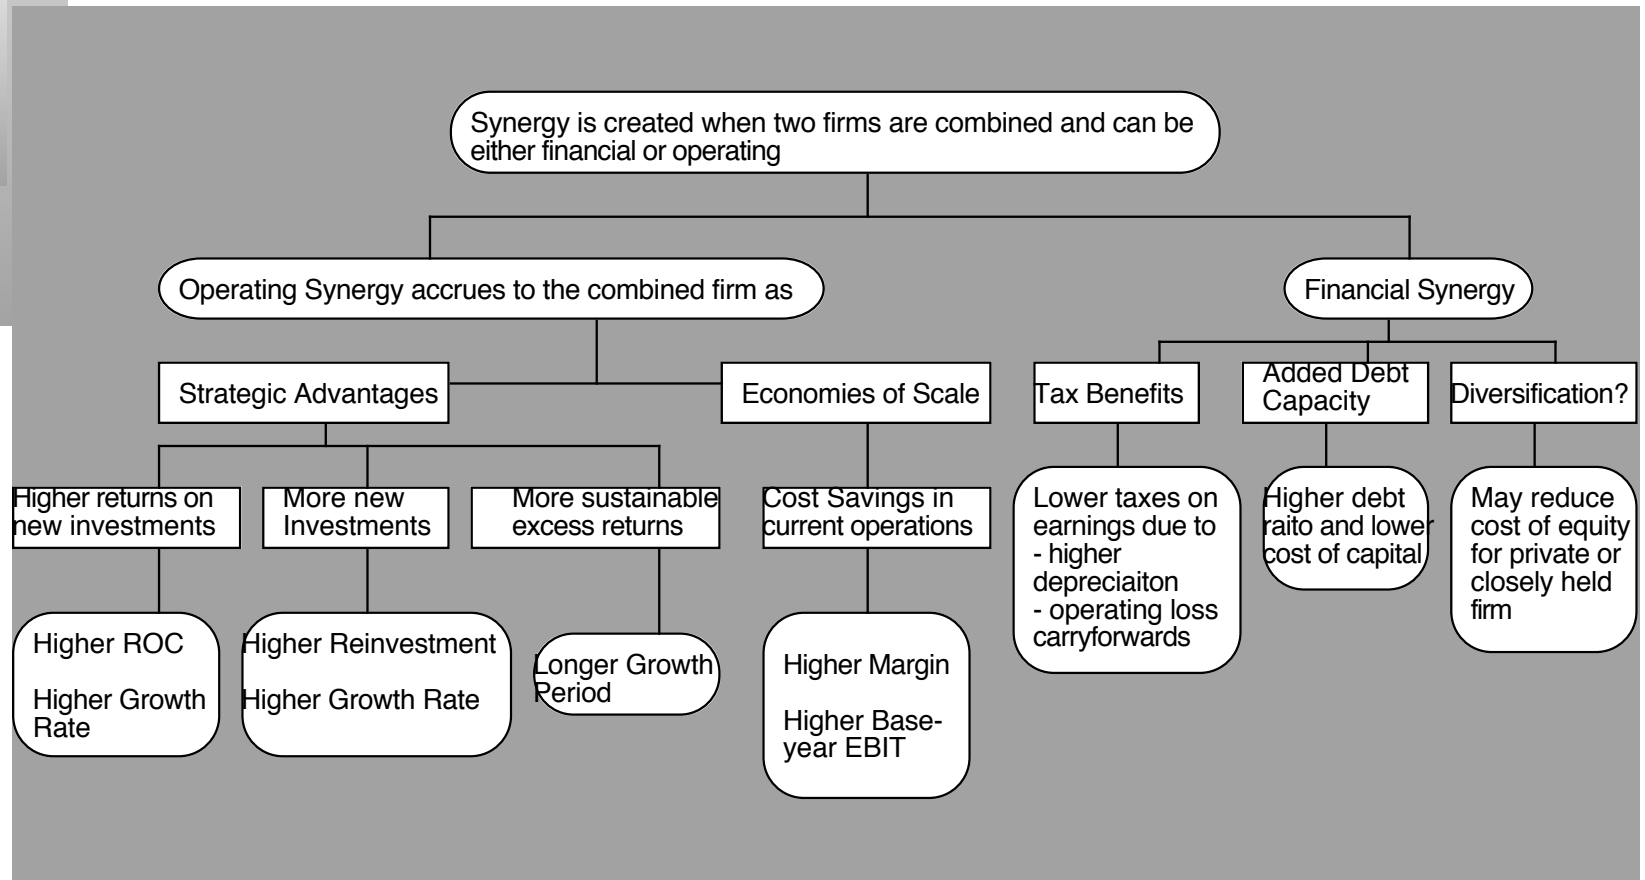 Synergy is created when two firms are combined and can be
either financial or operating
Operating Synergy accrues to the combined firm as
Financial Synergy
Strategic Advantages
Economies of Scale
Tax Benefits
Added Debt
Capacity
Diversification?
Higher returns on
new investments
More new
Investments
More sustainable
excess returns
Cost Savings in
current operations
Lower taxes on
earnings due to
- higher
depreciaiton
- operating loss
carryforwards
Higher debt
raito and lower
cost of capital
May reduce
cost of equity
for private or
closely held
firm
Higher ROC
Higher Growth
Rate
Higher Reinvestment
Higher Growth Rate
Longer Growth
Period
Higher Margin
Higher Base-
year EBIT